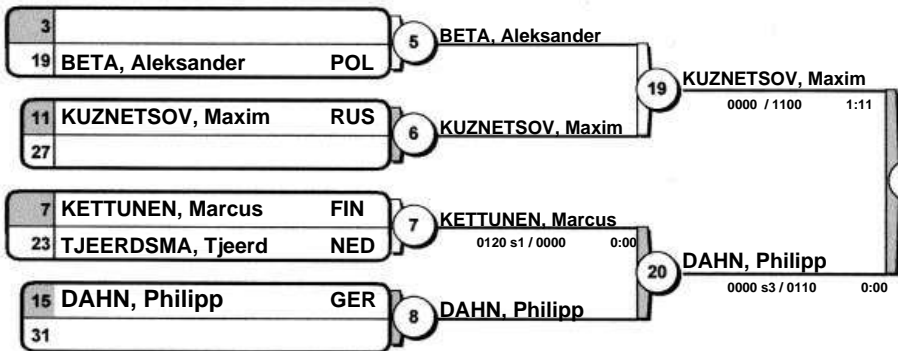 3
19 BETA, Aleksander POL
5
BETA, Aleksander
11 KUZNETSOV, Maxim RUS
27
6
KUZNETSOV, Maxim
19
KUZNETSOV, Maxim
0000 / 1100 1:11
7 KETTUNEN, Marcus FIN
23 TJEERDSMA, Tjeerd NED
7
KETTUNEN, Marcus
0120 s1 / 0000 0:00
15 DAHN, Philipp GER
31
8
DAHN, Philipp
20
DAHN, Philipp
0000 s3 / 0110 0:00